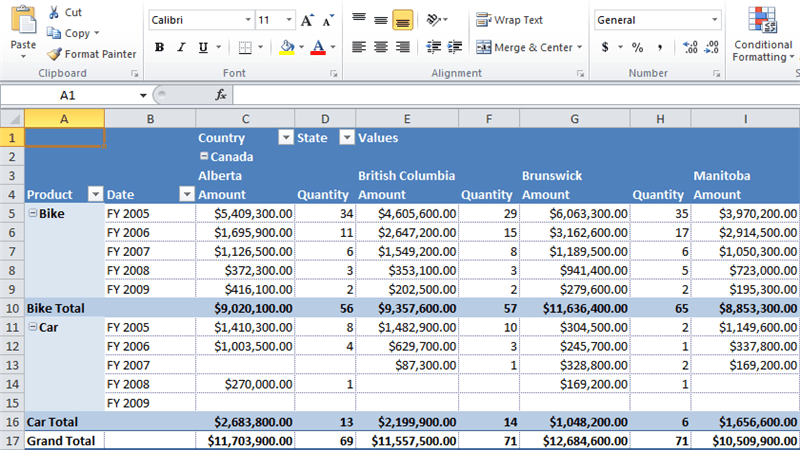 Paste
Cut
Copy
Format Painter
Clipboard
Calibri 11 A A
B I U A
Font
Wrap Text
Merge & Center
Alignment
General
$ % , .00 .0 .00
Number
Conditional
Formatting
A1 fx
A B C D E F G H I
1 Country State Values
2 Canada
3 Alberta British Columbia Brunswick Manitoba
4 Product Date Amount Quantity Amount Quantity Amount Quantity Amount
5 Bike FY 2005 $5,409,300.00 34 $4,605,600.00 29 $6,063,300.00 35 $3,970,200.00
6 FY 2006 $1,695,900.00 11 $2,647,200.00 15 $3,162,600.00 17 $2,914,500.00
7 FY 2007 $1,126,500.00 6 $1,549,200.00 8 $1,189,500.00 6 $1,050,300.00
8 FY 2008 $372,300.00 3 $353,100.00 3 $941,400.00 5 $723,000.00
9 FY 2009 $416,100.00 2 $202,500.00 2 $279,600.00 2 $195,300.00
10 Bike Total $9,020,100.00 56 $9,357,600.00 57 $11,636,400.00 65 $8,853,300.00
11 Car FY 2005 $1,410,300.00 8 $1,482,900.00 10 $304,500.00 2 $1,149,600.00
12 FY 2006 $1,003,500.00 4 $629,700.00 3 $245,700.00 1 $337,800.00
13 FY 2007 $87,300.00 1 $328,800.00 2 $169,200.00
14 FY 2008 $270,000.00 1 $169,200.00 1
15 FY 2009
16 Car Total $2,683,800.00 13 $2,199,900.00 14 $1,048,200.00 6 $1,656,600.00
17 Grand Total $11,703,900.00 69 $11,557,500.00 71 $12,684,600.00 71 $10,509,900.00